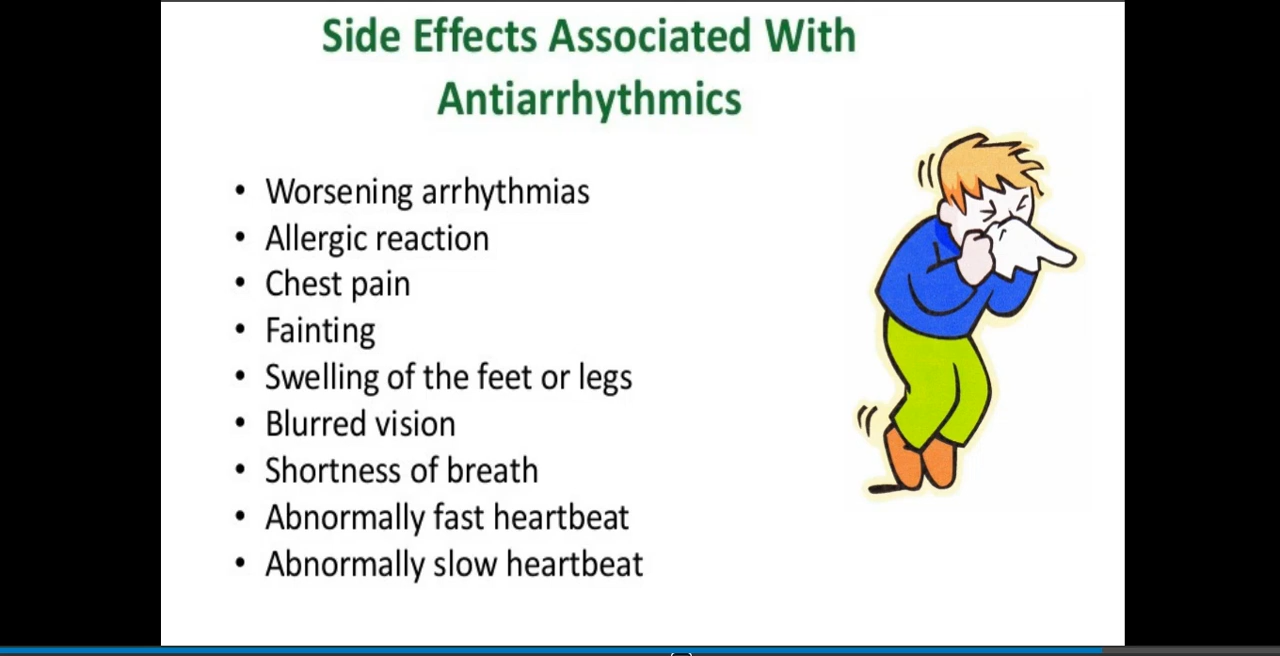 Side Effects Associated With
Antiarrhythmics
• Worsening arrhythmias
• Allergic reaction
• Chest pain
• Fainting
• Swelling of the feet or legs
• Blurred vision
• Shortness of breath
• Abnormally fast heartbeat
• Abnormally slow heartbeat